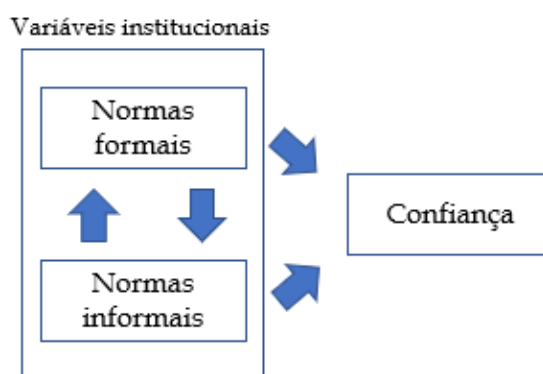 Variáveis institucionais
Normas
formais
Confiança
Normas
informais